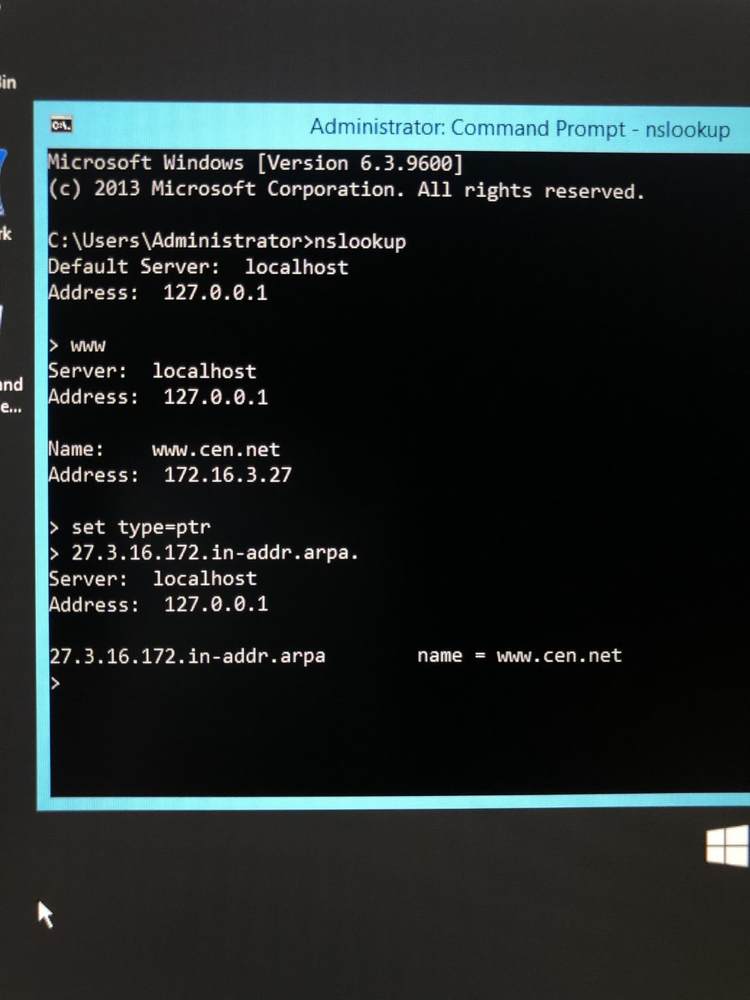 Bin
Administrator: Command Prompt - nslookup
C:\.
Microsoft Windows [Version 6.3.9600]
(c) 2013 Microsoft Corporation. All rights reserved.
rk
C:\Users\Administrator>nslookup
Default Server:  localhost
Address:  127.0.0.1
> www
Server:  localhost
Address:  127.0.0.1
and
e...
Name:    www.cen.net
Address:  172.16.3.27
> set type=ptr
> 27.3.16.172.in-addr.arpa.
Server:  localhost
Address:  127.0.0.1
27.3.16.172.in-addr.arpa        name = www.cen.net
>